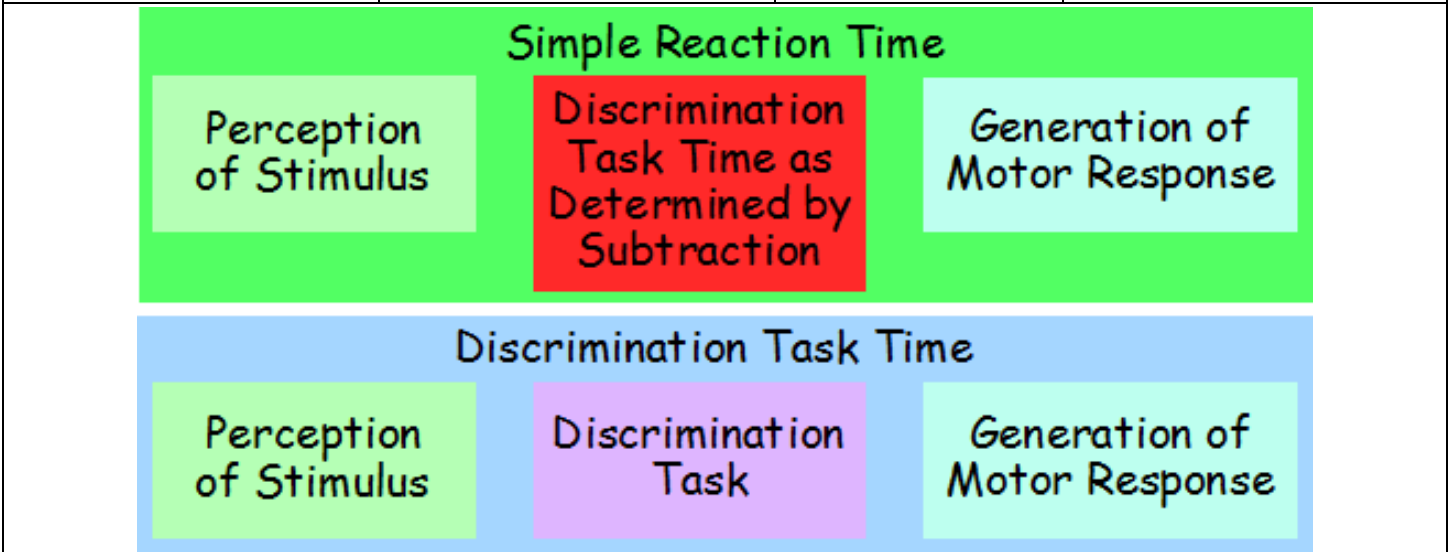 Simple Reaction Time
Perception
of Stimulus
Discrimination
Task Time as
Determined by
Subtraction
Generation of
Motor Response
Discrimination Task Time
Perception
of Stimulus
Discrimination
Task
Generation of
Motor Response